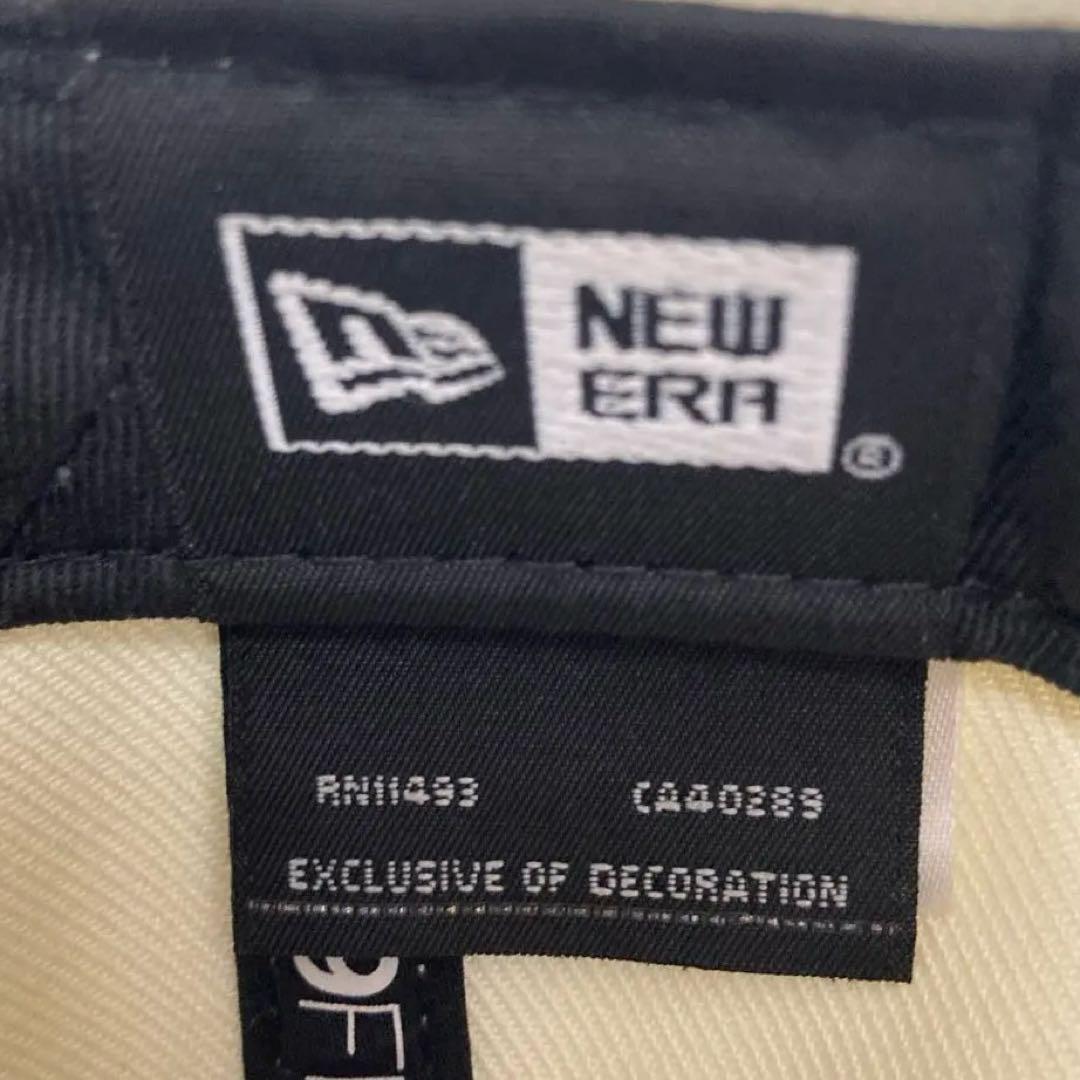 NEW
ERA
®
RN11493 CA40289
EXCLUSIVE OF DECORATION